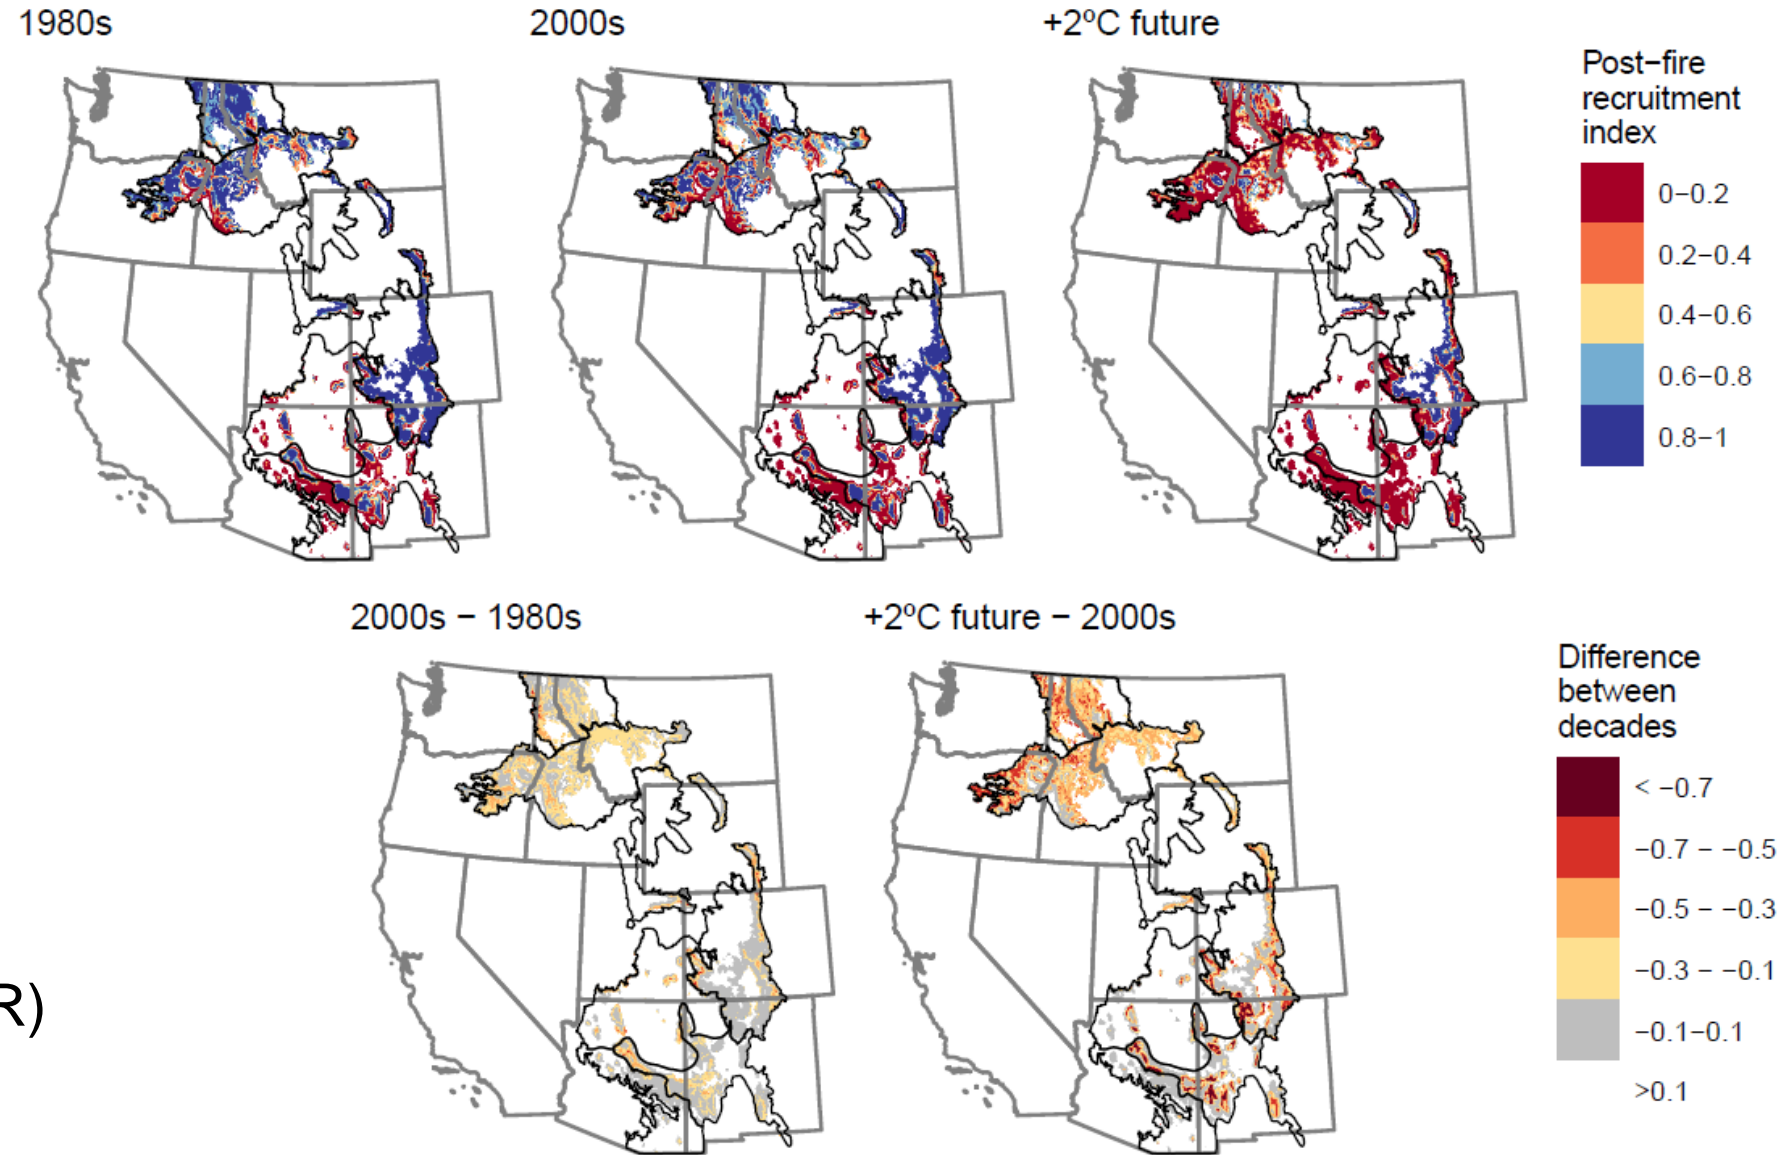 1980s
2000s
+2ºC future
Post−fire
recruitment
index
0−0.2
0.2−0.4
0.4−0.6
0.6−0.8
0.8−1
2000s − 1980s
+2ºC future − 2000s
Difference
between
decades
< −0.7
−0.7 − −0.5
−0.5 − −0.3
−0.3 − −0.1
−0.1−0.1
>0.1
R)